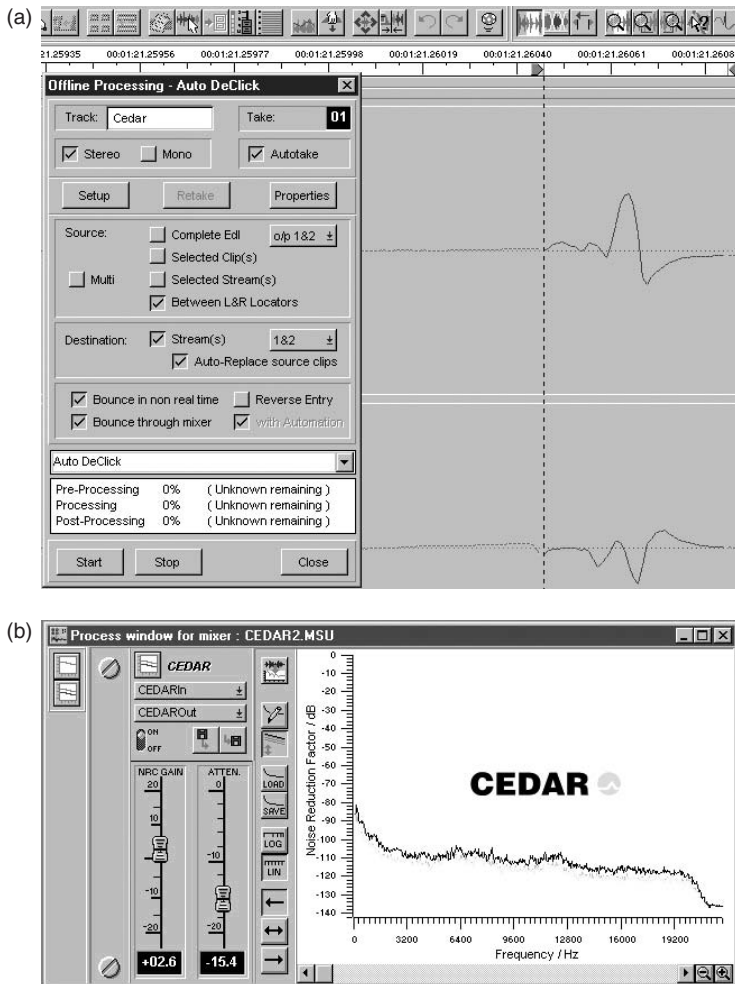 (a)
21.25935 00:01:21.25956 00:01:21.25977 00:01:21.25998 00:01:21.26019 00:01:21.26040 00:01:21.26061 00:01:21.2608
Offline Processing - Auto DeClick
Track: Cedar Take: 01
Stereo Mono Autotake
Setup Retake Properties
Source: Complete Edl o/p 1&2
Selected Clip(s)
Multi Selected Stream(s)
Between L&R Locators
Destination: Stream(s) 1&2
Auto-Replace source clips
Bounce in non real time Reverse Entry
Bounce through mixer with Automation
Auto DeClick
Pre-Processing 0% ( Unknown remaining )
Processing 0% ( Unknown remaining )
Post-Processing 0% ( Unknown remaining )
Start Stop Close
(b)
Process window for mixer : CEDAR2.MSU
CEDAR
CEDARIn
CEDAROut
ON
OFF
NRC GAIN ATTEN.
20 0
10
-10
-10
-20 -20
+02.6 -15.4
LOAD
SAVE
LOG
LIN
Noise Reduction Factor / dB
0
-10
-20
-30
-40
-50
-60
-70
-80
-90
-100
-110
-120
-130
-140
CEDAR
0 3200 6400 9600 12800 16000 19200
Frequency / Hz